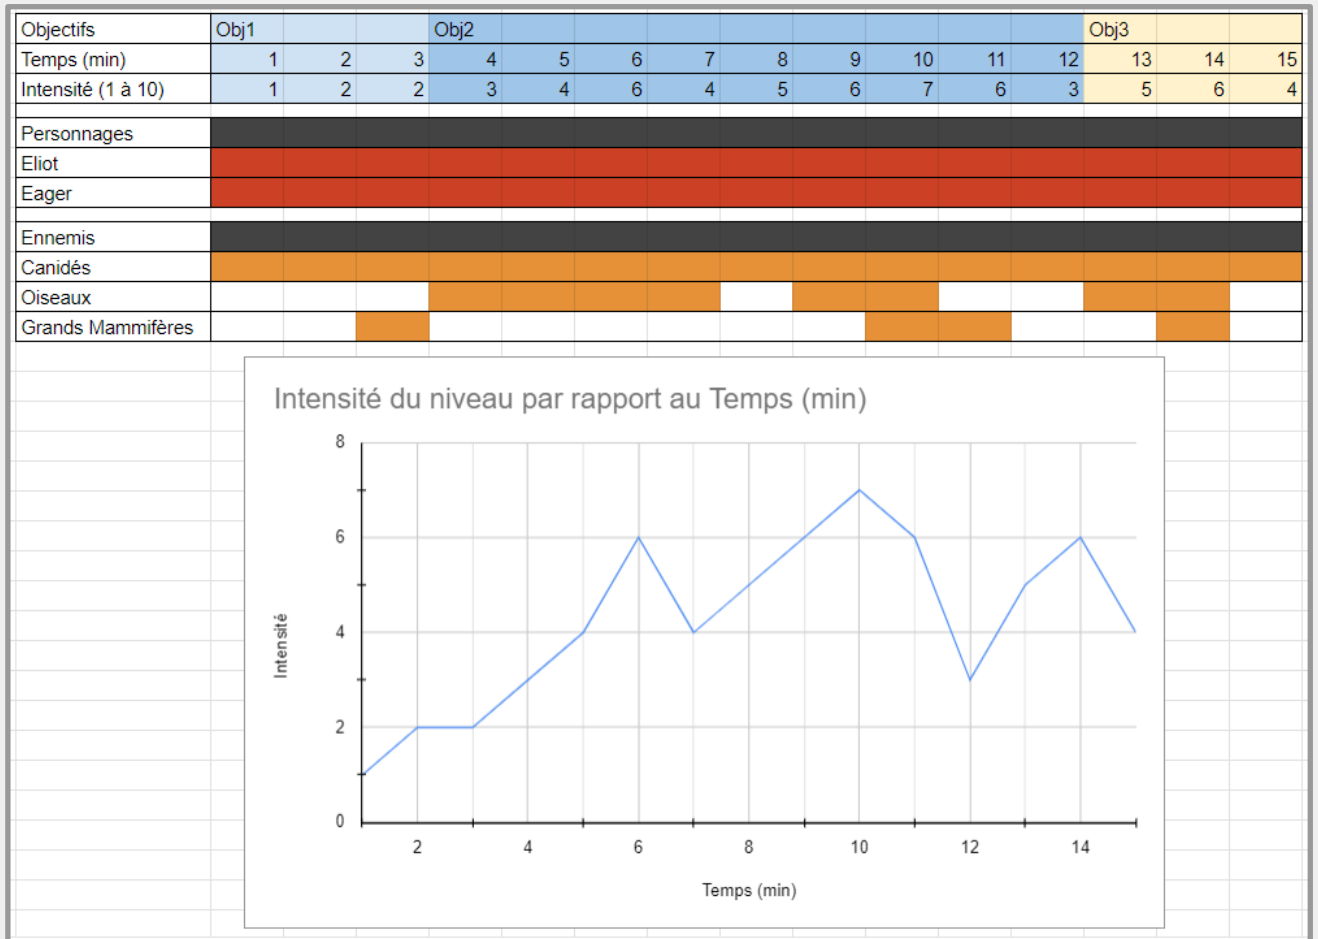 Objectifs Obj1 Obj2 Obj3
Temps (min) 1 2 3 4 5 6 7 8 9 10 11 12 13 14 15
Intensité (1 à 10) 1 2 2 3 4 6 4 5 6 7 6 3 5 6 4
Personnages
Eliot
Eager
Ennemis
Canidés
Oiseaux
Grands Mammifères
Intensité du niveau par rapport au Temps (min)
8
6
4
2
0
Intensité
2 4 6 8 10 12 14
Temps (min)